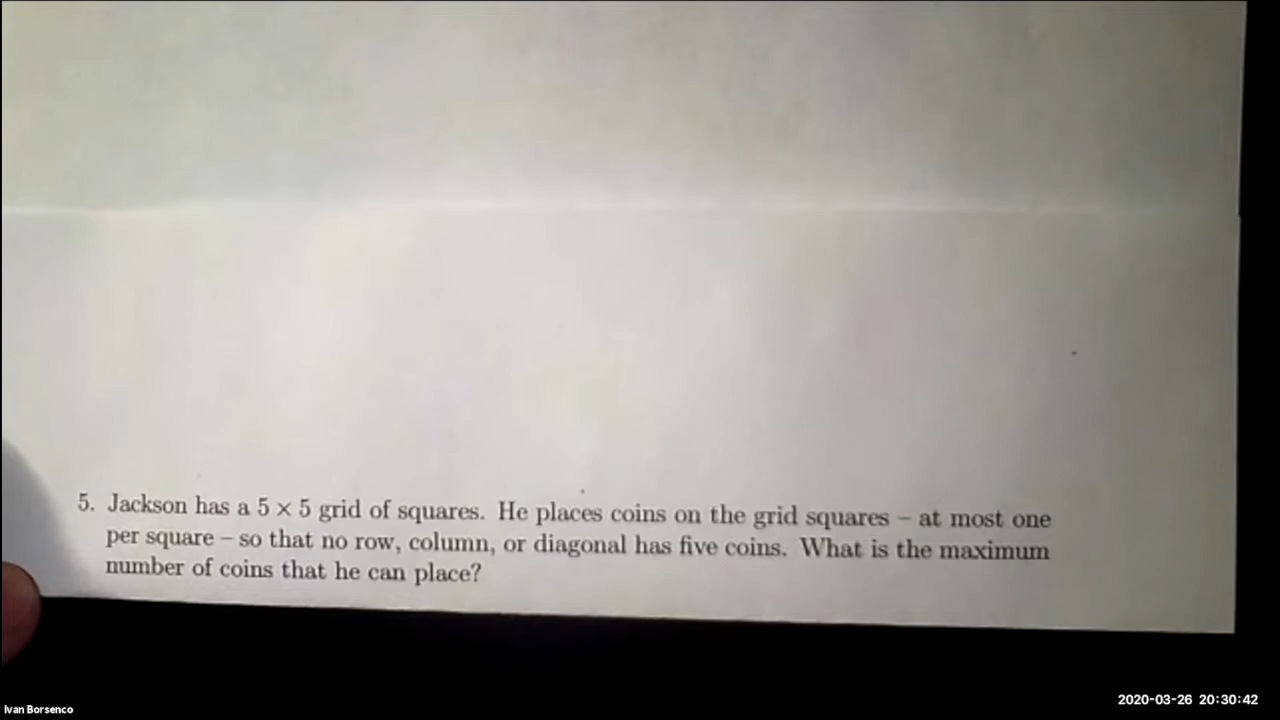 5. Jackson has a 5 × 5 grid of squares. He places coins on the grid squares – at most one
per square – so that no row, column, or diagonal has five coins. What is the maximum
number of coins that he can place?
Ivan Borsenco
2020-03-26 20:30:42